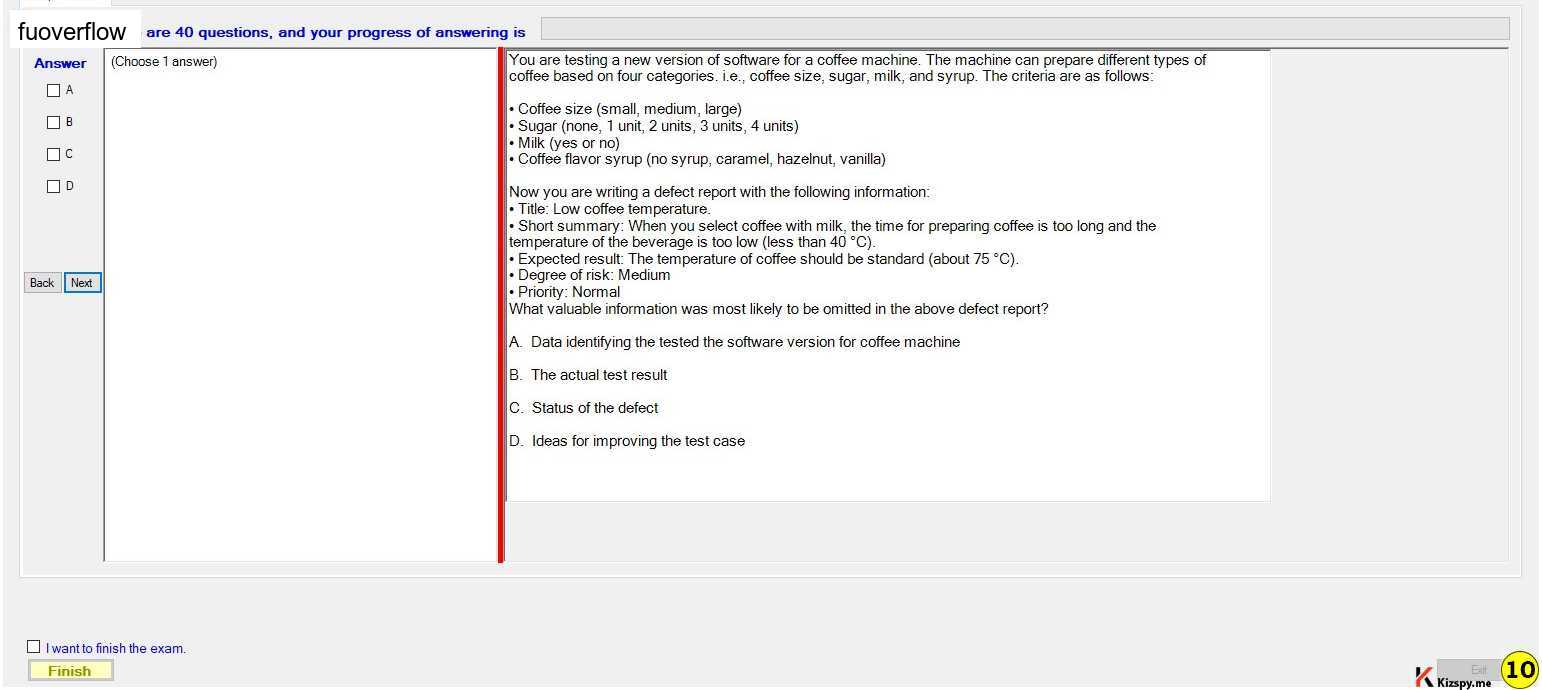 fuoverflow are 40 questions, and your progress of answering is
Answer
(Choose 1 answer)
A
B
C
D
Back Next
You are testing a new version of software for a coffee machine. The machine can prepare different types of
coffee based on four categories. i.e., coffee size, sugar, milk, and syrup. The criteria are as follows:
• Coffee size (small, medium, large)
• Sugar (none, 1 unit, 2 units, 3 units, 4 units)
• Milk (yes or no)
• Coffee flavor syrup (no syrup, caramel, hazelnut, vanilla)
Now you are writing a defect report with the following information:
• Title: Low coffee temperature.
• Short summary: When you select coffee with milk, the time for preparing coffee is too long and the
temperature of the beverage is too low (less than 40 °C).
• Expected result: The temperature of coffee should be standard (about 75 °C).
• Degree of risk: Medium
• Priority: Normal
What valuable information was most likely to be omitted in the above defect report?
A. Data identifying the tested the software version for coffee machine
B. The actual test result
C. Status of the defect
D. Ideas for improving the test case
I want to finish the exam.
Finish
Exit
Kizspy.me
10